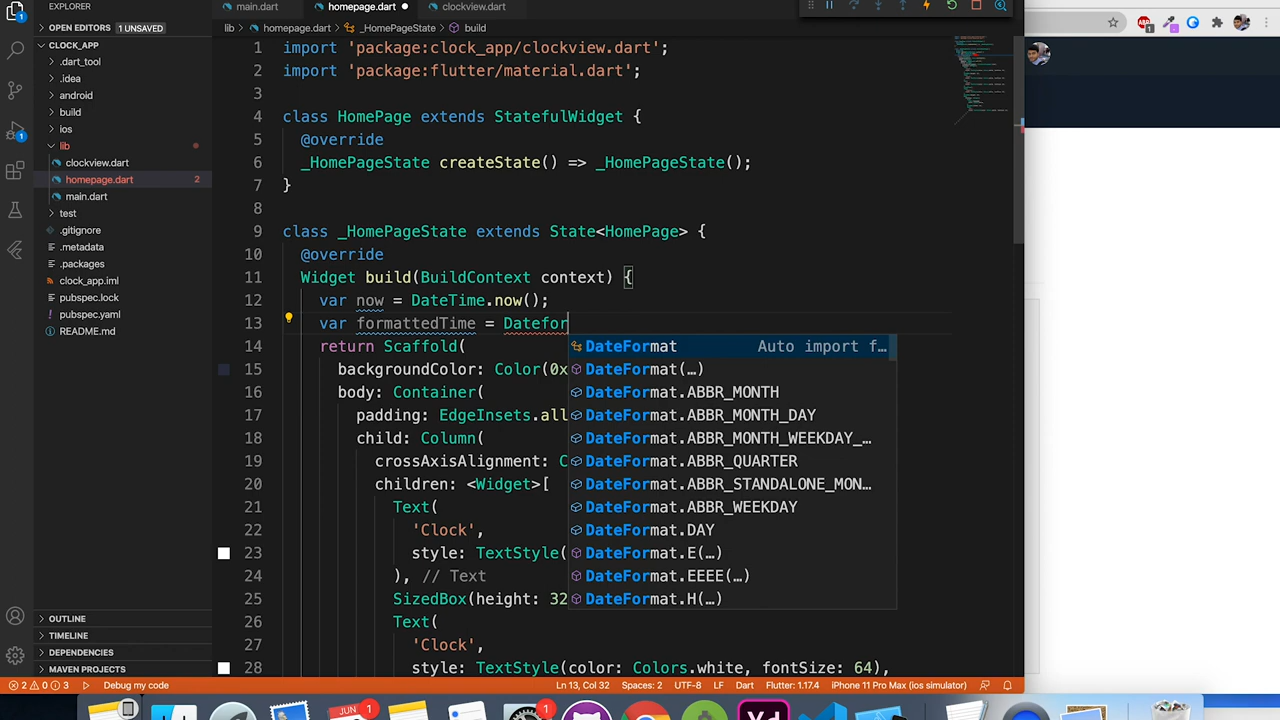 EXPLORER
OPEN EDITORS 1 UNSAVED
CLOCK_APP
.dart_tool
.idea
android
build
ios
lib
clockview.dart
homepage.dart 2
main.dart
test
.gitignore
.metadata
.packages
clock_app.iml
pubspec.lock
pubspec.yaml
README.md
OUTLINE
TIMELINE
DEPENDENCIES
MAVEN PROJECTS
main.dart homepage.dart clockview.dart
lib homepage.dart _HomePageState build
import 'package:clock_app/clockview.dart';
import 'package:flutter/material.dart';
3
4 class HomePage extends StatefulWidget {
5 @override
6 _HomePageState createState() => _HomePageState();
7 }
8
9 class _HomePageState extends State<HomePage> {
10 @override
11 Widget build(BuildContext context) {
12 var now = DateTime.now();
13 var formattedTime = Datefor
14 return Scaffold(
15 backgroundColor: Color(0x
16 body: Container(
17 padding: EdgeInsets.all
18 child: Column(
19 crossAxisAlignment: C
20 children: <Widget>[
21 Text(
22 'Clock',
23 style: TextStyle(
24 ), // Text
25 SizedBox(height: 32
26 Text(
27 'Clock',
28 style: TextStyle(color: Colors.white, fontSize: 64),
DateFormat Auto import f…
DateFormat(…)
DateFormat.ABBR_MONTH
DateFormat.ABBR_MONTH_DAY
DateFormat.ABBR_MONTH_WEEKDAY_…
DateFormat.ABBR_QUARTER
DateFormat.ABBR_STANDALONE_MON…
DateFormat.ABBR_WEEKDAY
DateFormat.DAY
DateFormat.E(…)
DateFormat.EEEE(…)
DateFormat.H(…)
2 0 3 Debug my code Ln 13, Col 32 Spaces: 2 UTF-8 LF Dart Flutter: 1.17.4 iPhone 11 Pro Max (ios simulator)
JUN 1 1 Xd